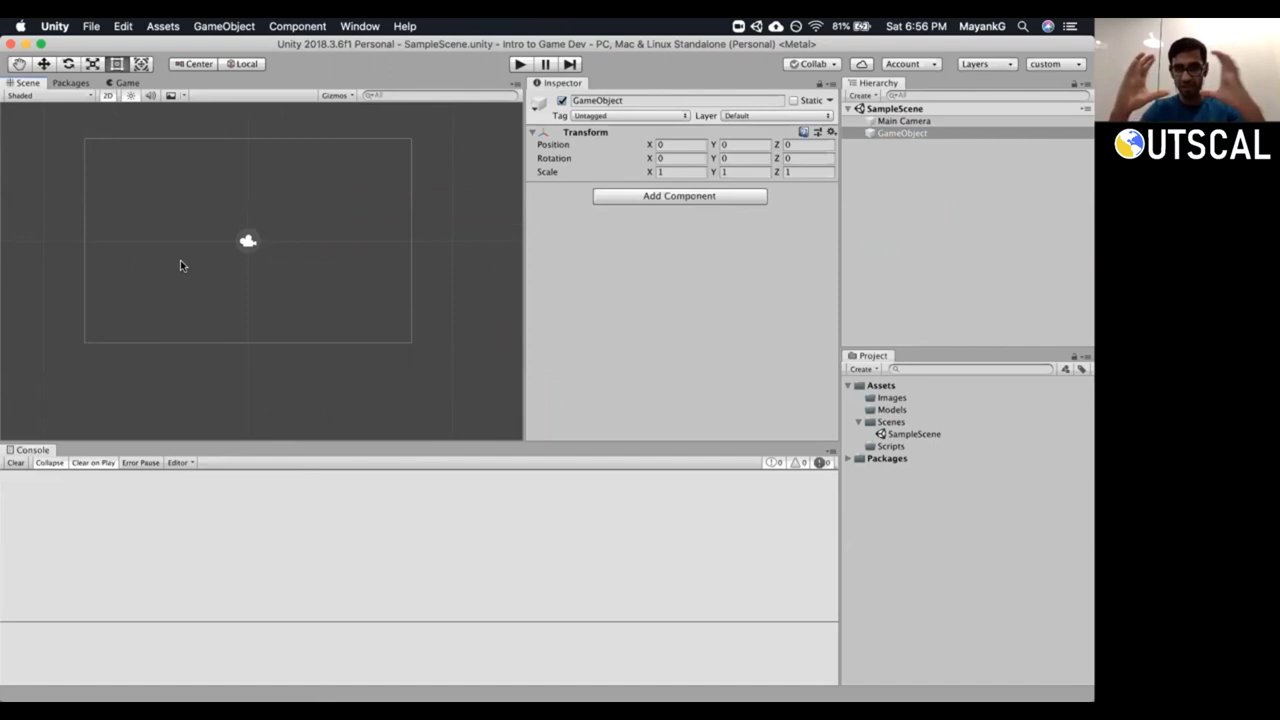 Unity File Edit Assets GameObject Component Window Help 81% Sat 6:56 PM MayankG
Unity 2018.3.6f1 Personal - SampleScene.unity - Intro to Game Dev - PC, Mac & Linux Standalone (Personal) <Metal>
Center Local Collab Account Layers custom
Scene Packages Game
Shaded 2D Gizmos All
Inspector
GameObject Static
Tag Untagged Layer Default
Transform
Position X 0 Y 0 Z 0
Rotation X 0 Y 0 Z 0
Scale X 1 Y 1 Z 1
Add Component
Hierarchy
Create All
SampleScene
Main Camera
GameObject
Project
Create
Assets
Images
Models
Scenes
SampleScene
Scripts
Packages
Console
Clear Collapse Clear on Play Error Pause Editor 0 0 0
OUTSCAL